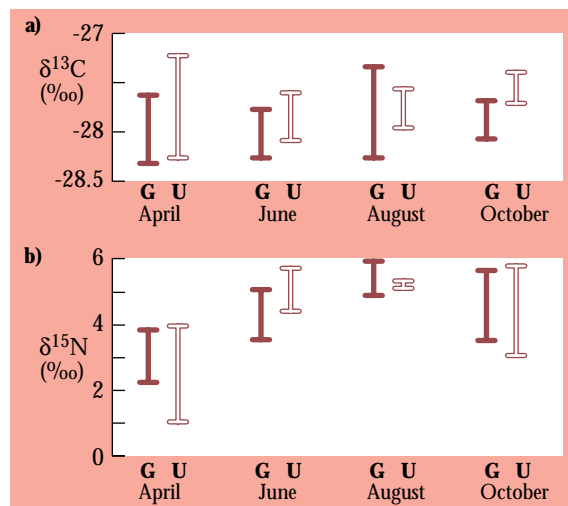 a)
-27
δ¹³C
(‰)
-28
-28.5
G U G U G U G U
April June August October
b)
6
4
δ¹⁵N
(‰)
2
0
G U G U G U G U
April June August October